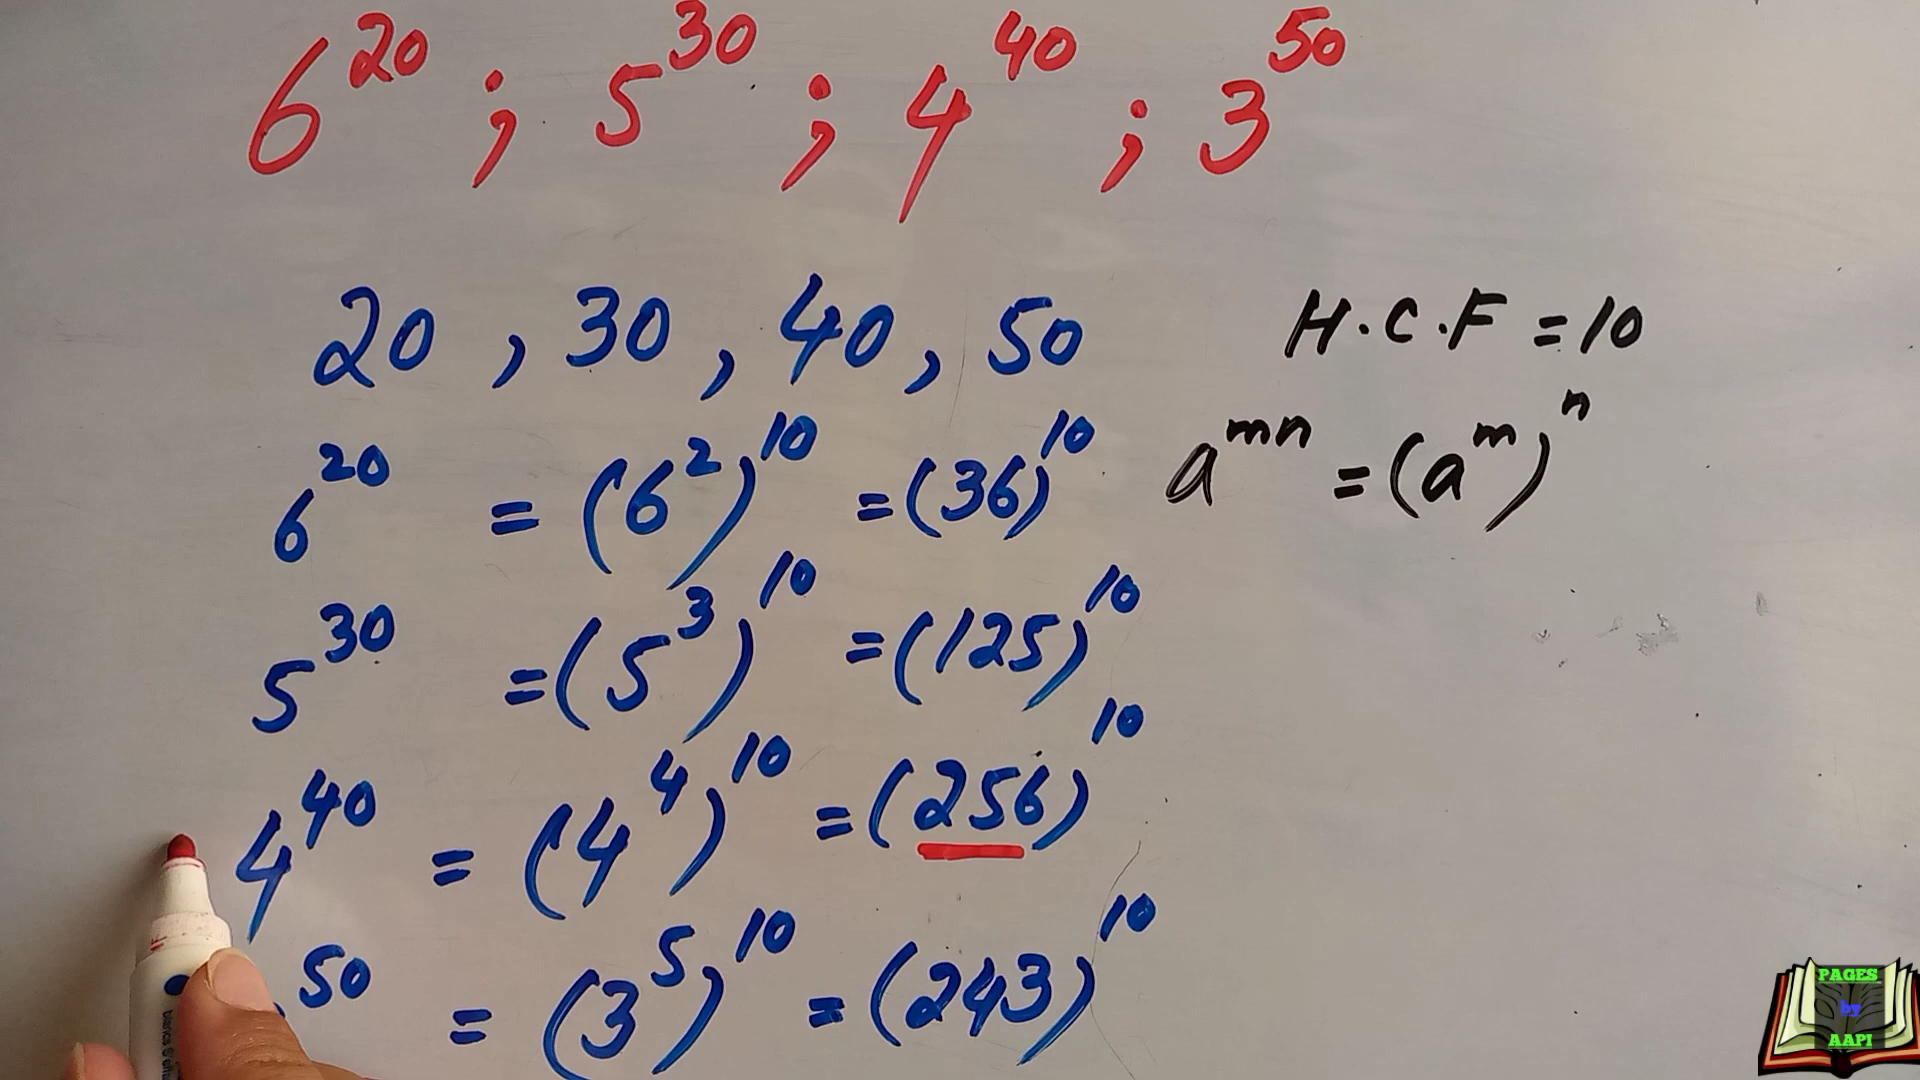 6^20 ; 5^30 ; 4^40 ; 3^50
20 , 30 , 40 , 50
H.C.F = 10
a^mn = (a^m)^n
6^20 = (6^2)^10 = (36)^10
5^30 = (5^3)^10 = (125)^10
4^40 = (4^4)^10 = (256)^10
50 = (3^5)^10 = (243)^10
PAGES
by
AAPI